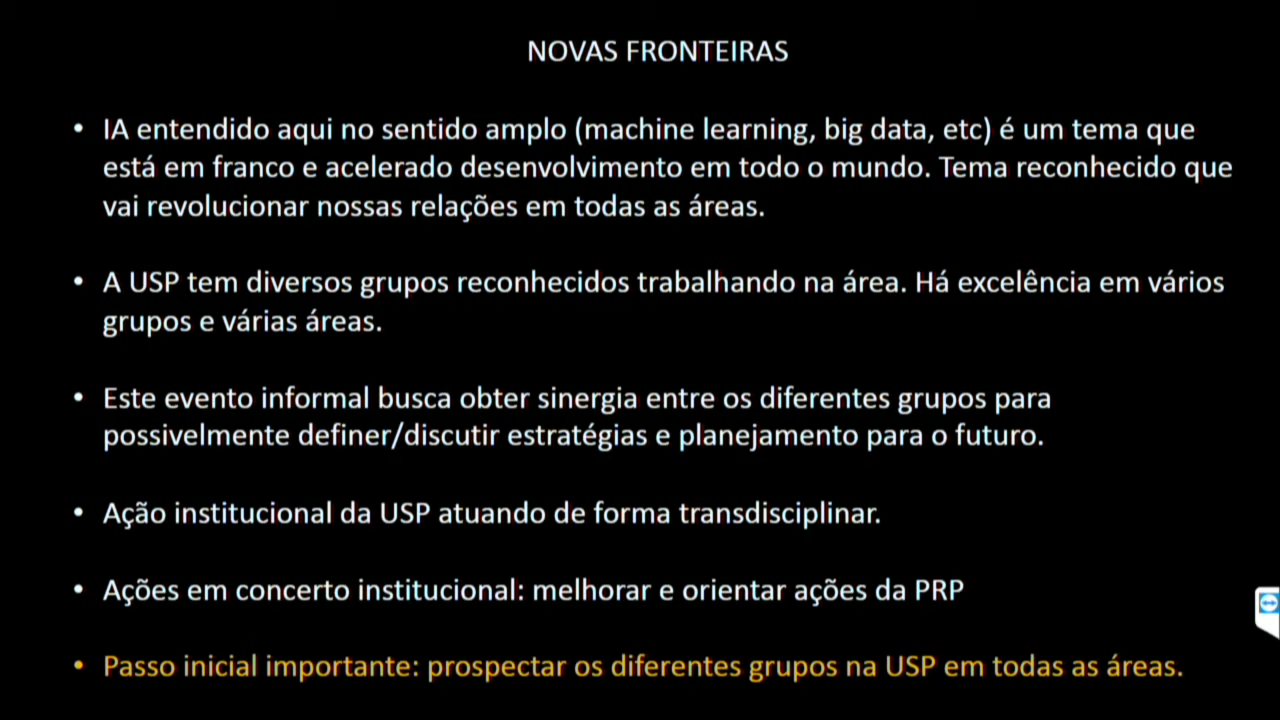 NOVAS FRONTEIRAS
• IA entendido aqui no sentido amplo (machine learning, big data, etc) é um tema que
está em franco e acelerado desenvolvimento em todo o mundo. Tema reconhecido que
vai revolucionar nossas relações em todas as áreas.
• A USP tem diversos grupos reconhecidos trabalhando na área. Há excelência em vários
grupos e várias áreas.
• Este evento informal busca obter sinergia entre os diferentes grupos para
possivelmente definer/discutir estratégias e planejamento para o futuro.
• Ação institucional da USP atuando de forma transdisciplinar.
• Ações em concerto institucional: melhorar e orientar ações da PRP
• Passo inicial importante: prospectar os diferentes grupos na USP em todas as áreas.